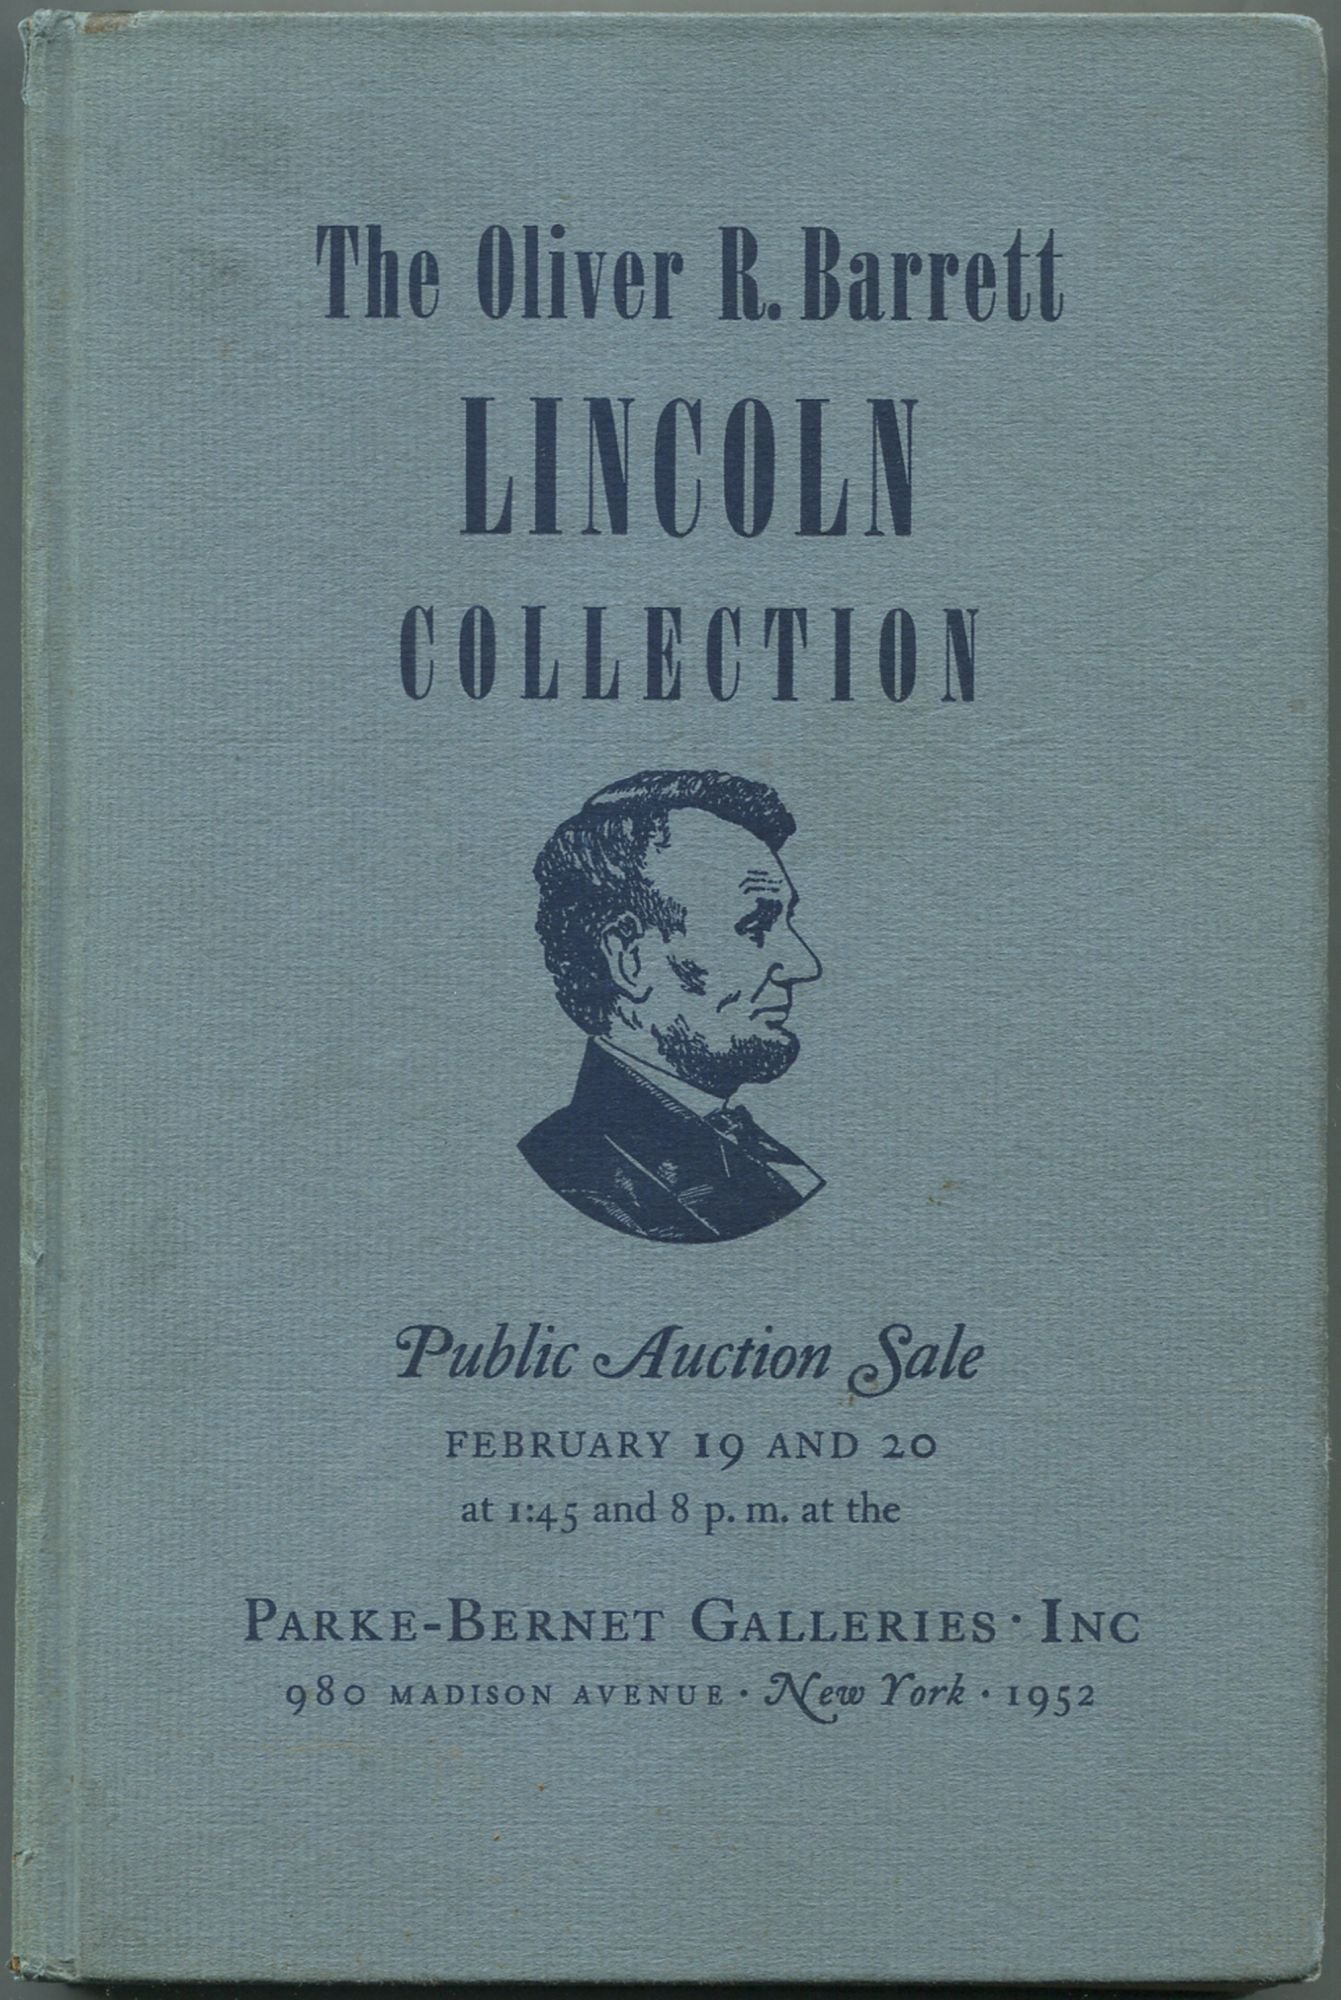 The Oliver R. Barrett
LINCOLN
COLLECTION
Public Auction Sale
FEBRUARY 19 AND 20
at 1:45 and 8 p. m. at the
PARKE-BERNET GALLERIES · INC
980 MADISON AVENUE · New York · 1952